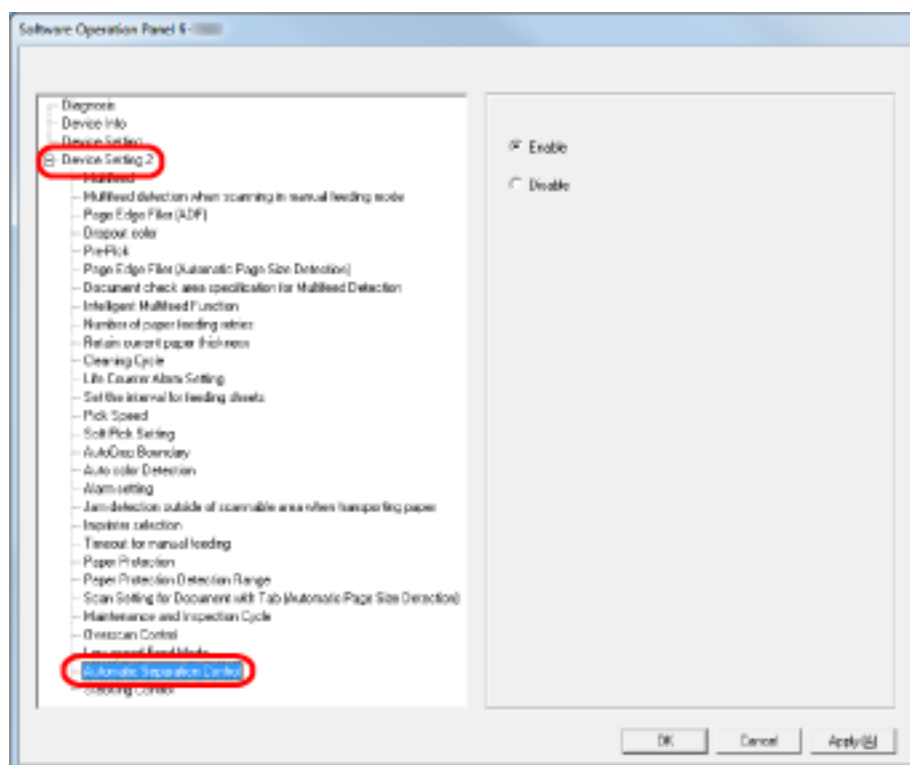 Software Operation Panel 6 -
Diagnosis
Device Info
Device Setting
Device Setting 2
Multifeed
Multifeed detection when scanning in manual feeding mode
Page Edge Filler (ADF)
Dropout color
Pre-Pick
Page Edge Filler (Automatic Page Size Detection)
Document check area specification for Multifeed Detection
Intelligent Multifeed Function
Number of paper feeding retries
Retain current paper thickness
Cleaning Cycle
Life Counter Alarm Setting
Set the interval for feeding sheets
Pick Speed
Soft Pick Setting
AutoCrop Boundary
Auto color Detection
Alarm setting
Jam detection outside of scannable area when transporting paper
Imprinter selection
Timeout for manual feeding
Paper Protection
Paper Protection Detection Range
Scan Setting for Document with Tab (Automatic Page Size Detection)
Maintenance and Inspection Cycle
Overscan Control
Low-speed Feed Mode
Automatic Separation Control
Stacking Control
Enable
Disable
OK
Cancel
Apply(A)